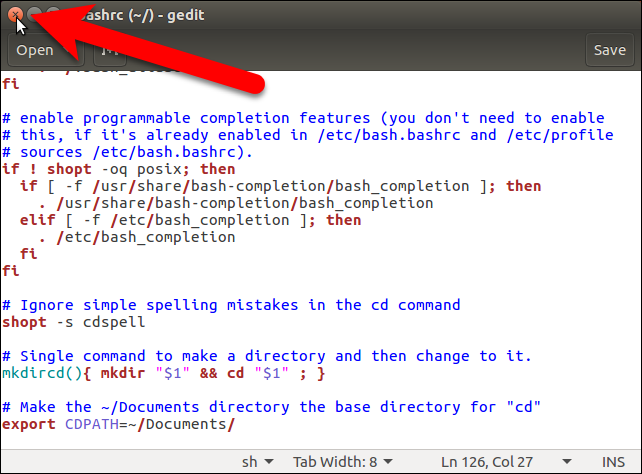 bashrc (~/) - gedit
Open
Save
fi
# enable programmable completion features (you don't need to enable
# this, if it's already enabled in /etc/bash.bashrc and /etc/profile
# sources /etc/bash.bashrc).
if ! shopt -oq posix; then
  if [ -f /usr/share/bash-completion/bash_completion ]; then
    . /usr/share/bash-completion/bash_completion
  elif [ -f /etc/bash_completion ]; then
    . /etc/bash_completion
  fi
fi
# Ignore simple spelling mistakes in the cd command
shopt -s cdspell
# Single command to make a directory and then change to it.
mkdircd(){ mkdir "$1" && cd "$1" ; }
# Make the ~/Documents directory the base directory for "cd"
export CDPATH=~/Documents/
sh Tab Width: 8 Ln 126, Col 27 INS